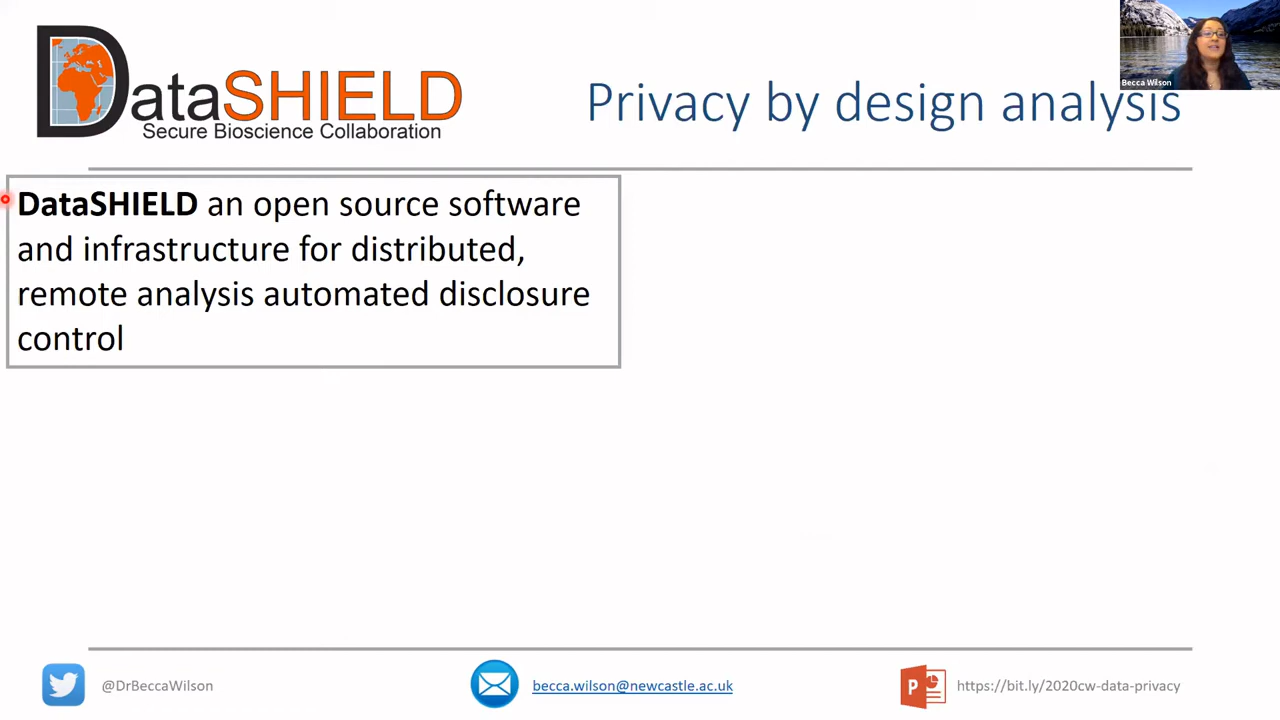 DataSHIELD
Secure Bioscience Collaboration
Privacy by design analysis
Becca Wilson
DataSHIELD an open source software
and infrastructure for distributed,
remote analysis automated disclosure
control
@DrBeccaWilson
becca.wilson@newcastle.ac.uk
P
https://bit.ly/2020cw-data-privacy